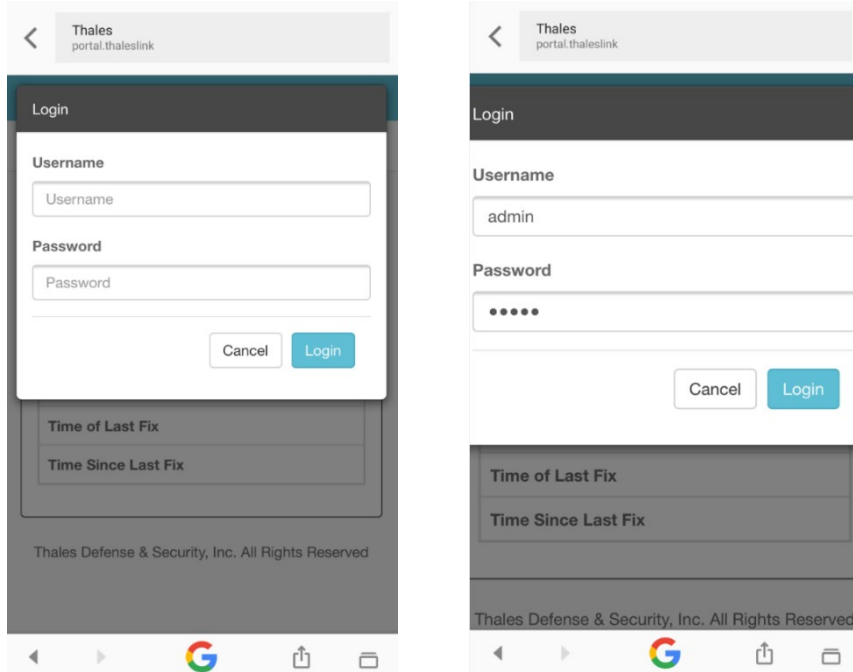 Thales
portal.thaleslink
Login
Username
Username
Password
Password
Cancel Login
Time of Last Fix
Time Since Last Fix
Thales Defense & Security, Inc. All Rights Reserved
Thales
portal.thaleslink
Login
Username
admin
Password
•••••
Cancel Login
Time of Last Fix
Time Since Last Fix
Thales Defense & Security, Inc. All Rights Reserved